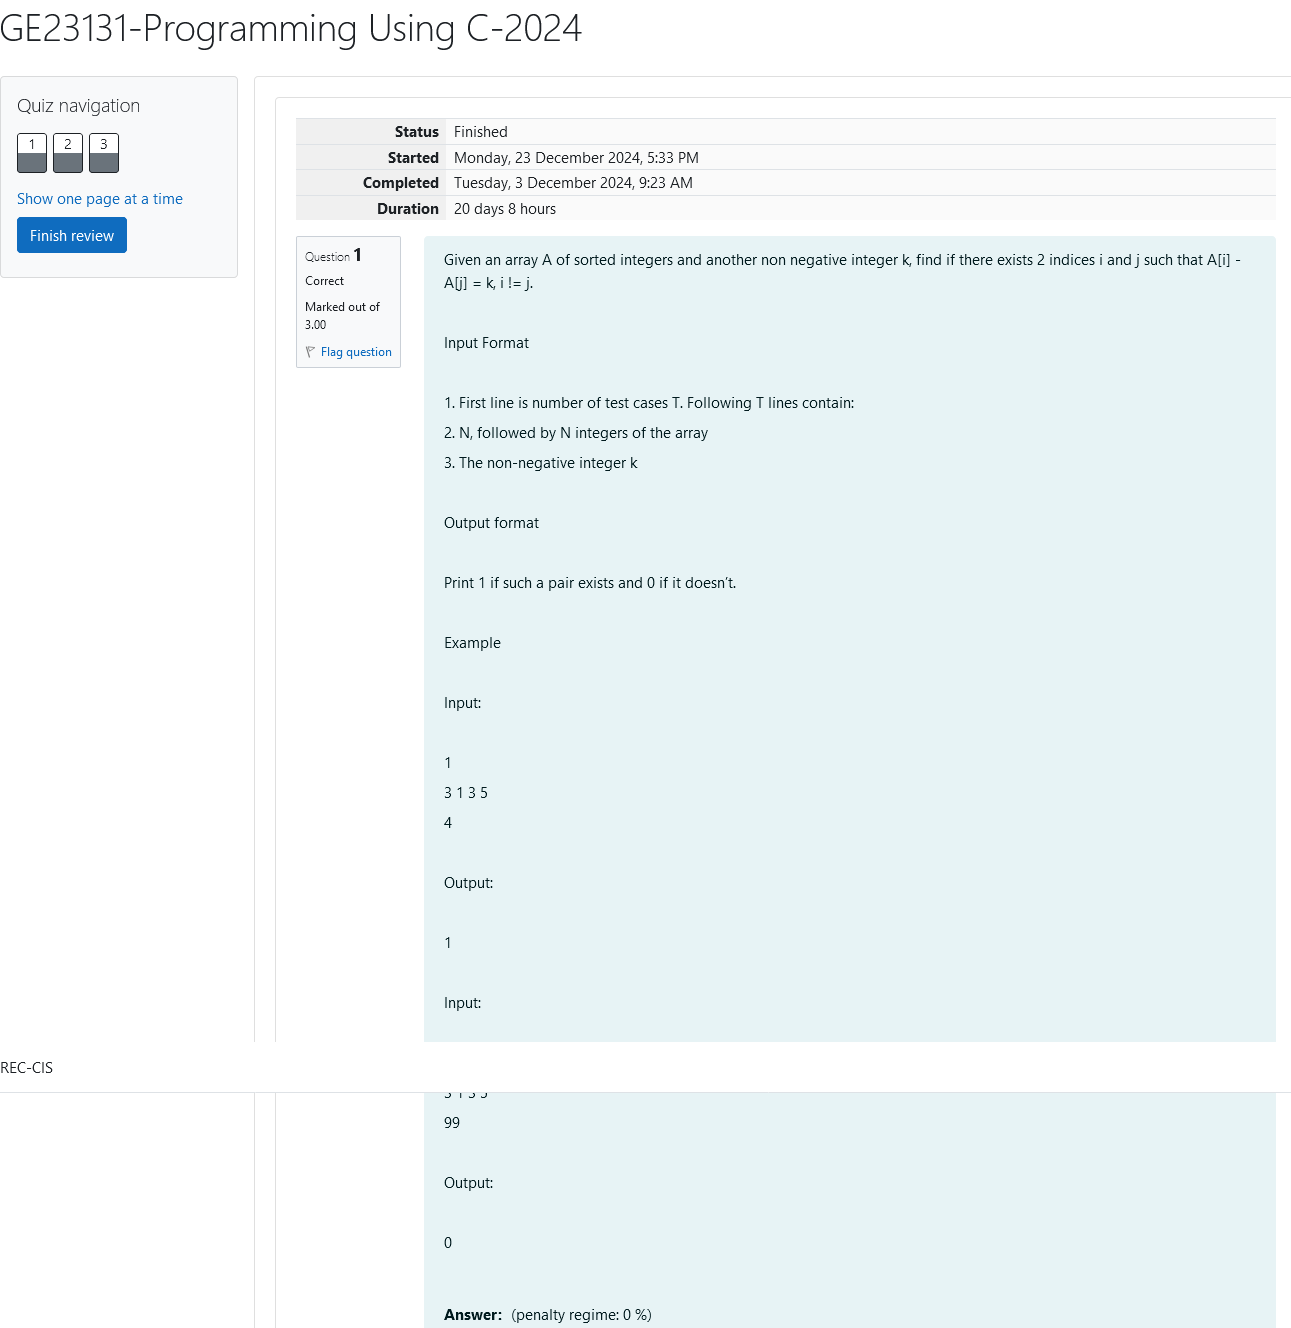 GE23131-Programming Using C-2024
Quiz navigation
1 2 3
Show one page at a time
Finish review
Status Finished
Started Monday, 23 December 2024, 5:33 PM
Completed Tuesday, 3 December 2024, 9:23 AM
Duration 20 days 8 hours
Question 1
Correct
Marked out of
3.00
Flag question
Given an array A of sorted integers and another non negative integer k, find if there exists 2 indices i and j such that A[i] -
A[j] = k, i != j.
Input Format
1. First line is number of test cases T. Following T lines contain:
2. N, followed by N integers of the array
3. The non-negative integer k
Output format
Print 1 if such a pair exists and 0 if it doesn't.
Example
Input:
1
3 1 3 5
4
Output:
1
Input:
REC-CIS
99
Output:
0
Answer: (penalty regime: 0 %)